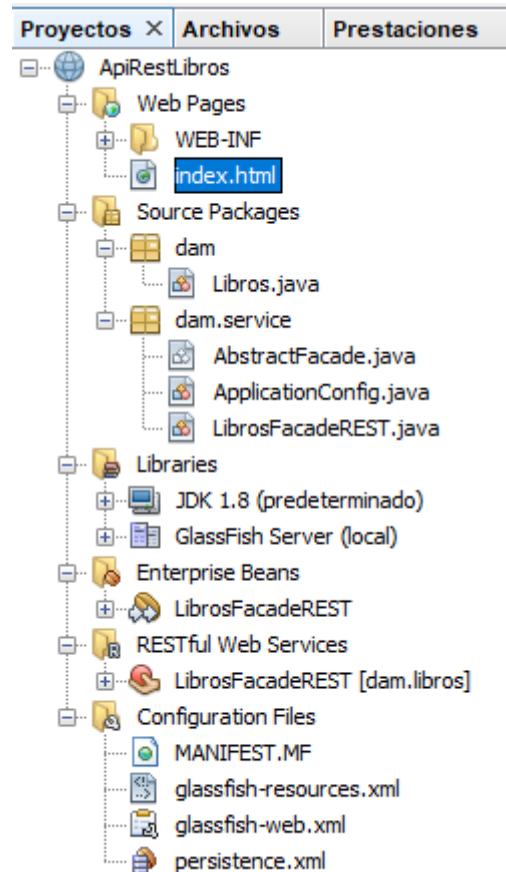 Proyectos × Archivos Prestaciones
ApiRestLibros
Web Pages
WEB-INF
index.html
Source Packages
dam
Libros.java
dam.service
AbstractFacade.java
ApplicationConfig.java
LibrosFacadeREST.java
Libraries
JDK 1.8 (predeterminado)
GlassFish Server (local)
Enterprise Beans
LibrosFacadeREST
RESTful Web Services
LibrosFacadeREST [dam.libros]
Configuration Files
MANIFEST.MF
glassfish-resources.xml
glassfish-web.xml
persistence.xml